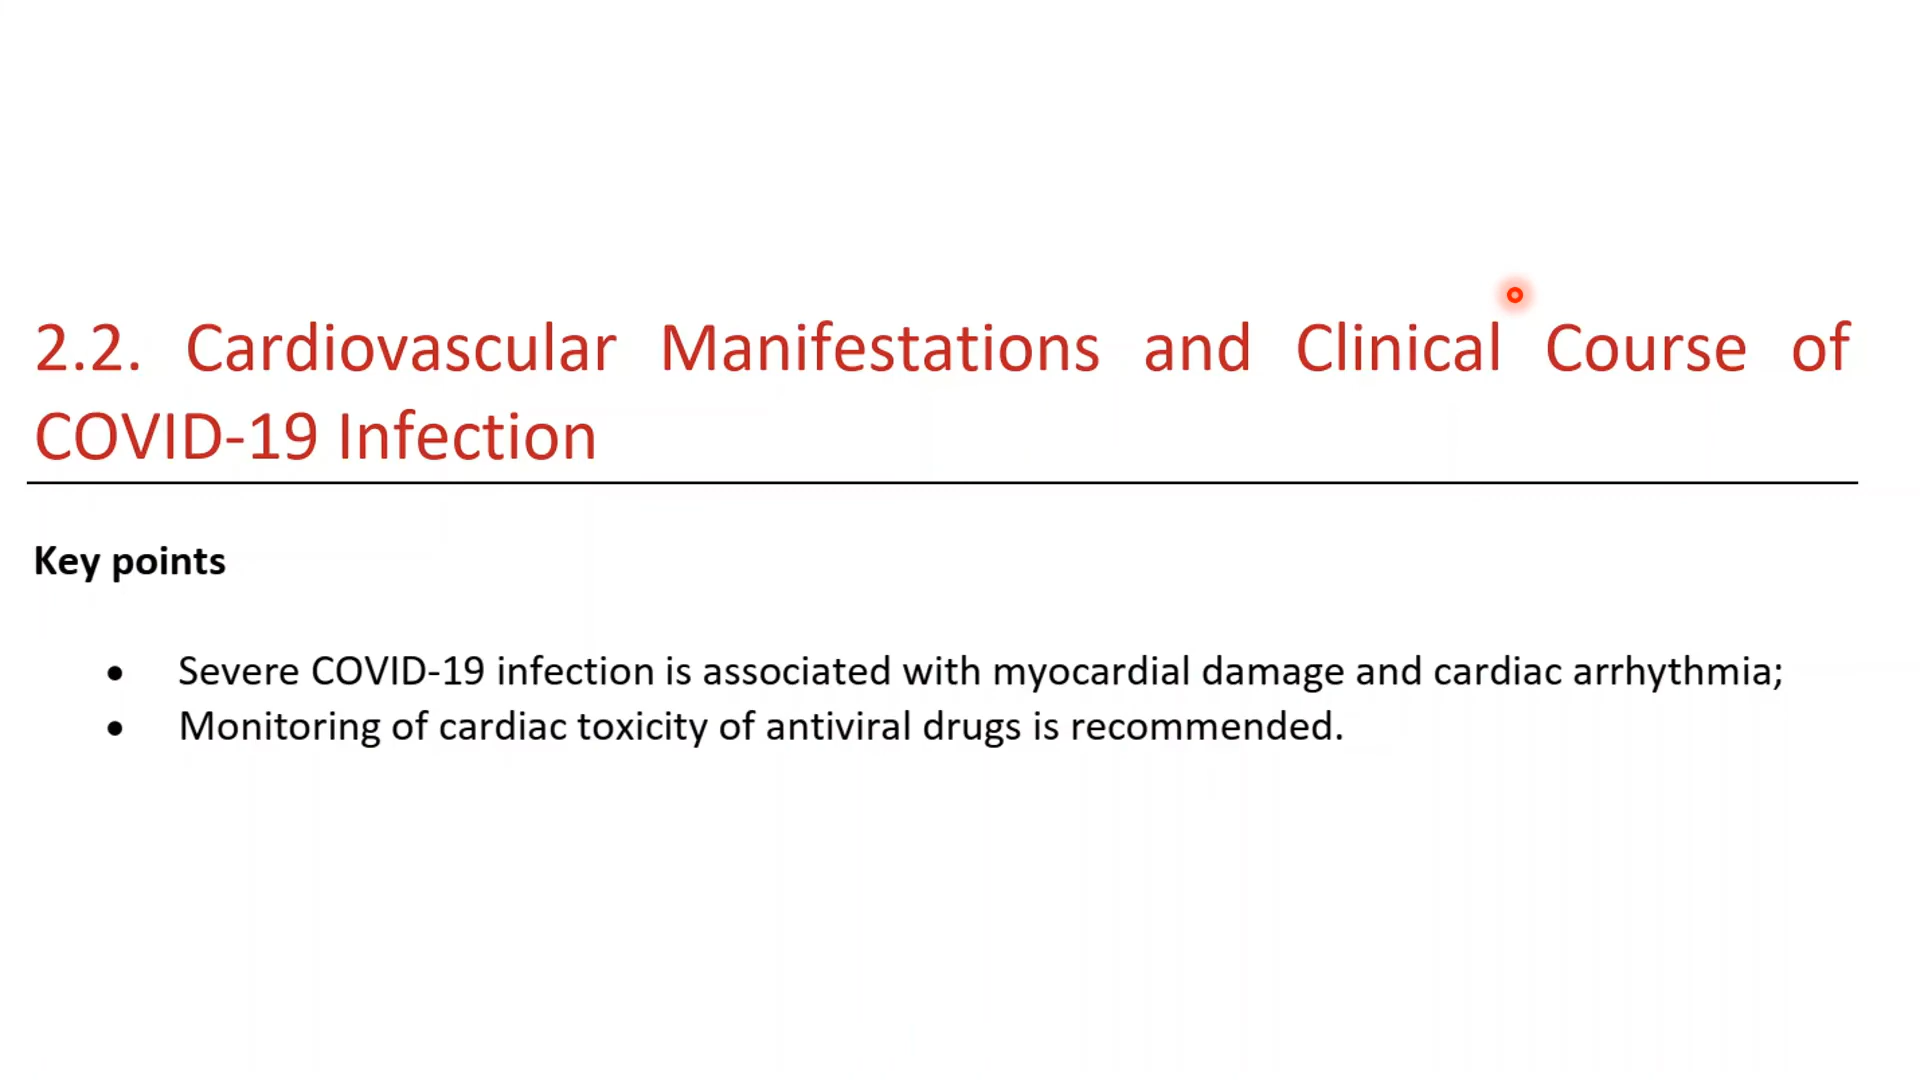 2.2. Cardiovascular Manifestations and Clinical Course of
COVID-19 Infection
Key points
• Severe COVID-19 infection is associated with myocardial damage and cardiac arrhythmia;
• Monitoring of cardiac toxicity of antiviral drugs is recommended.